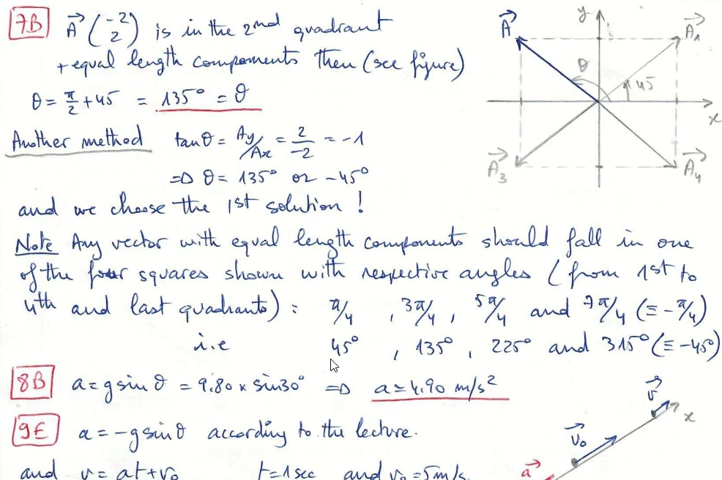 7B A⃗ (-2 2) is in the 2nd quadrant
+ equal length components then (see figure)
θ = π/2 + 45 = 135° = θ
Another method tanθ = Ay/Ax = 2/-2 = -1
=> θ = 135° or -45°
and we choose the 1st solution !
Note Any vector with equal length components should fall in one
of the four squares shown with respective angles (from 1st to
4th and last quadrants) : π/4 , 3π/4 , 5π/4 and 7π/4 (≡ -π/4)
i.e 45° , 135° , 225° and 315° (≡ -45°)
8B a = g sinθ = 9.80 x sin30° => a ≃ 4.90 m/s²
9E a = -g sinθ according to the lecture.
and v = at + v₀ t = 1 sec and v₀ = 5 m/s.
A⃗ y A⃗₁
θ 45
x
A⃗₃ A⃗₄
v⃗
x
v⃗₀
a⃗